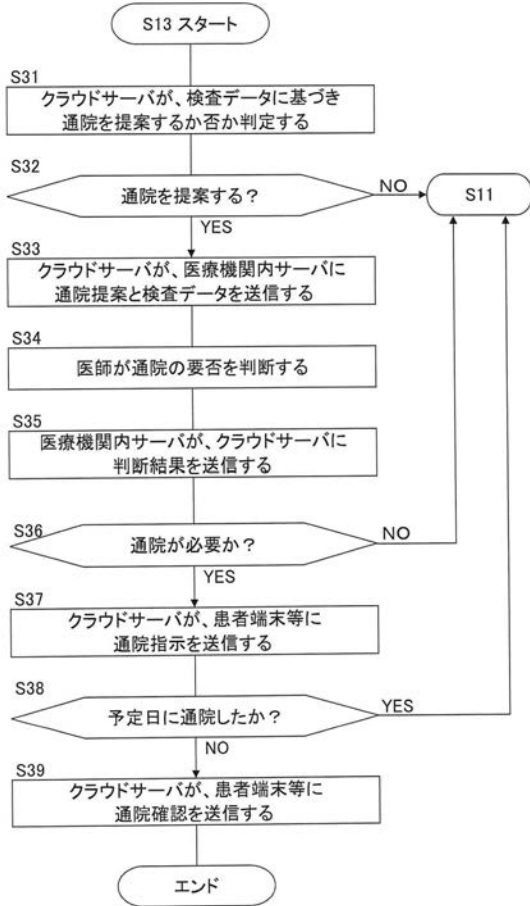 S13 スタート
S31
クラウドサーバが、検査データに基づき
通院を提案するか否か判定する
S32
通院を提案する？
NO
S11
YES
S33
クラウドサーバが、医療機関内サーバに
通院提案と検査データを送信する
S34
医師が通院の要否を判断する
S35
医療機関内サーバが、クラウドサーバに
判断結果を送信する
S36
通院が必要か？
NO
YES
S37
クラウドサーバが、患者端末等に
通院指示を送信する
S38
予定日に通院したか？
YES
NO
S39
クラウドサーバが、患者端末等に
通院確認を送信する
エンド